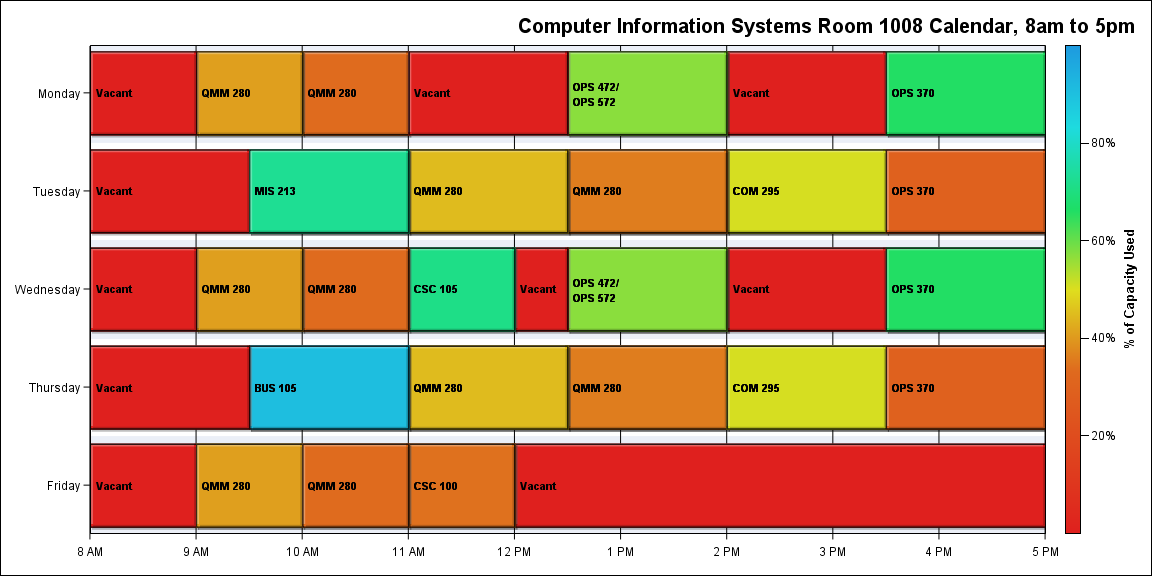 Computer Information Systems Room 1008 Calendar, 8am to 5pm
Monday
Vacant
QMM 280
QMM 280
Vacant
OPS 472/
OPS 572
Vacant
OPS 370
Tuesday
Vacant
MIS 213
QMM 280
QMM 280
COM 295
OPS 370
Wednesday
Vacant
QMM 280
QMM 280
CSC 105
Vacant
OPS 472/
OPS 572
Vacant
OPS 370
Thursday
Vacant
BUS 105
QMM 280
QMM 280
COM 295
OPS 370
Friday
Vacant
QMM 280
QMM 280
CSC 100
Vacant
8 AM
9 AM
10 AM
11 AM
12 PM
1 PM
2 PM
3 PM
4 PM
5 PM
80%
60%
40%
20%
% of Capacity Used